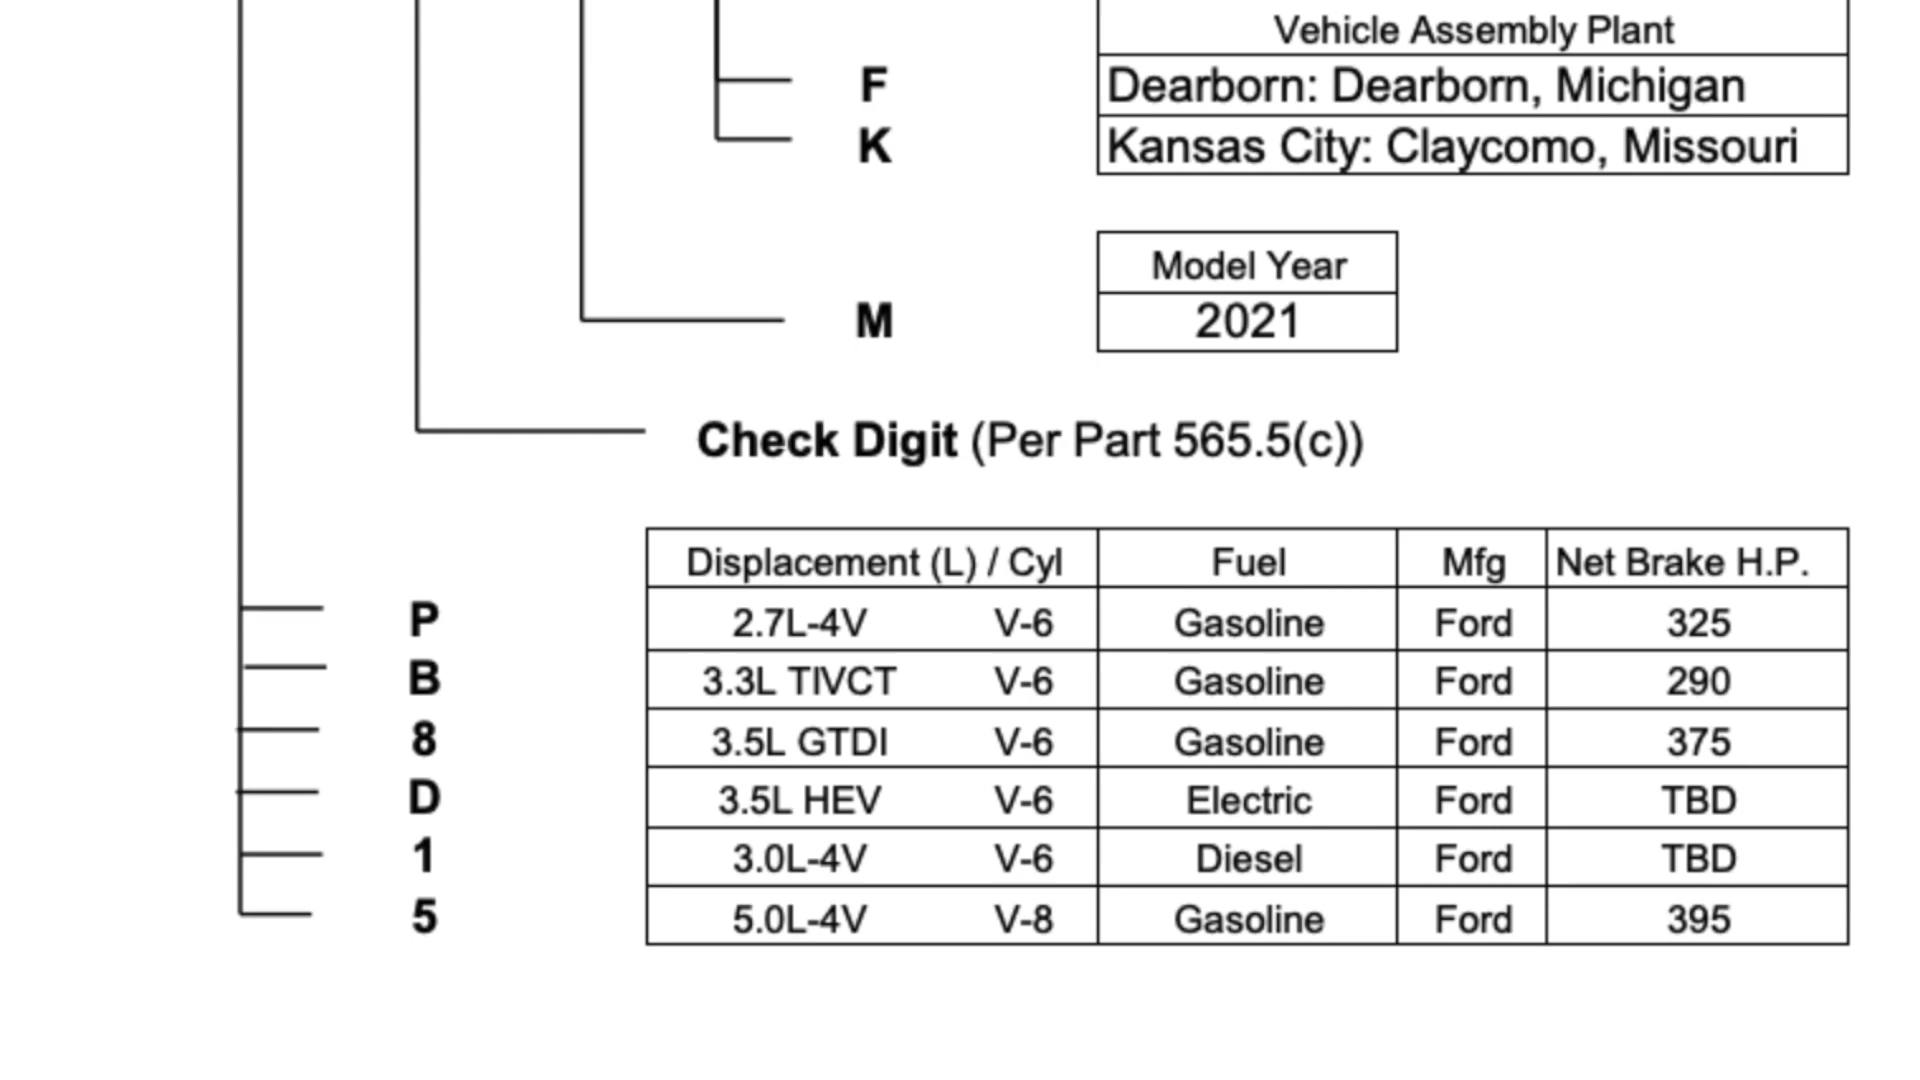 Vehicle Assembly Plant
F Dearborn: Dearborn, Michigan
K Kansas City: Claycomo, Missouri
Model Year
M 2021
Check Digit (Per Part 565.5(c))
Displacement (L) / Cyl Fuel Mfg Net Brake H.P.
P 2.7L-4V V-6 Gasoline Ford 325
B 3.3L TIVCT V-6 Gasoline Ford 290
8 3.5L GTDI V-6 Gasoline Ford 375
D 3.5L HEV V-6 Electric Ford TBD
1 3.0L-4V V-6 Diesel Ford TBD
5 5.0L-4V V-8 Gasoline Ford 395